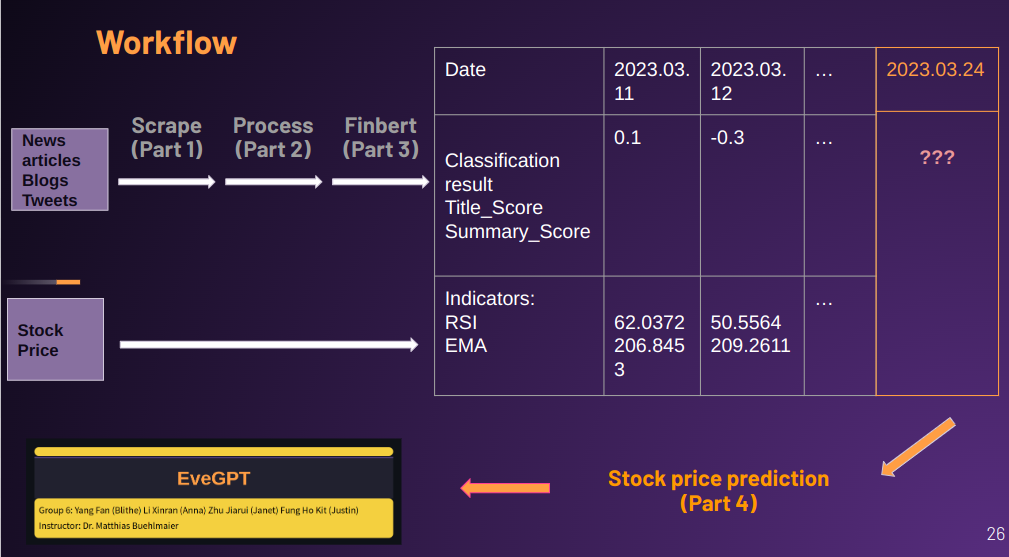 Workflow
News
articles
Blogs
Tweets
Scrape
(Part 1)
Process
(Part 2)
Finbert
(Part 3)
Stock
Price
Date
2023.03.
11
2023.03.
12
...
2023.03.24
Classification
result
Title_Score
Summary_Score
0.1
-0.3
...
???
Indicators:
RSI
EMA
62.0372
206.845
3
50.5564
209.2611
...
Stock price prediction
(Part 4)
EveGPT
Group 6: Yang Fan (Blithe) Li Xinran (Anna) Zhu Jiarui (Janet) Fung Ho Kit (Justin)
Instructor: Dr. Matthias Buehlmaier
26